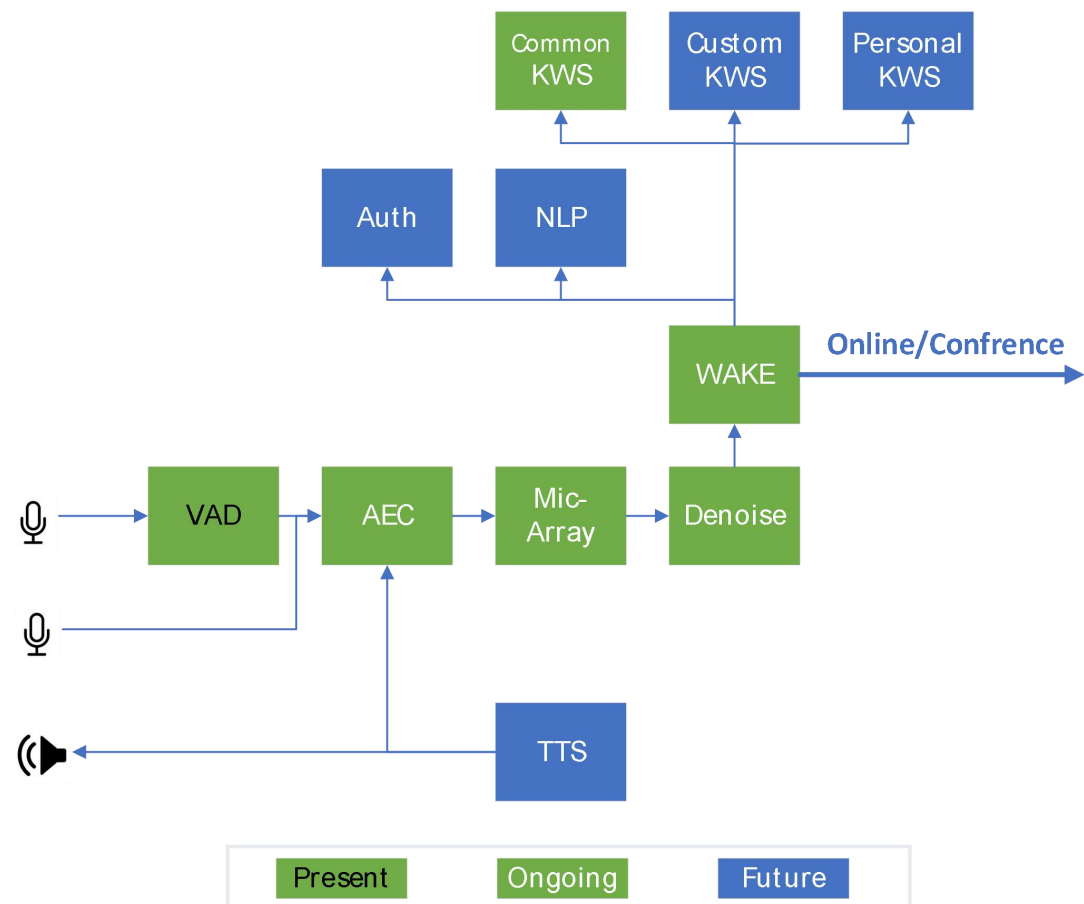 Common
KWS
Custom
KWS
Personal
KWS
Auth
NLP
WAKE
Online/Confrence
VAD
AEC
Mic-
Array
Denoise
TTS
Present
Ongoing
Future